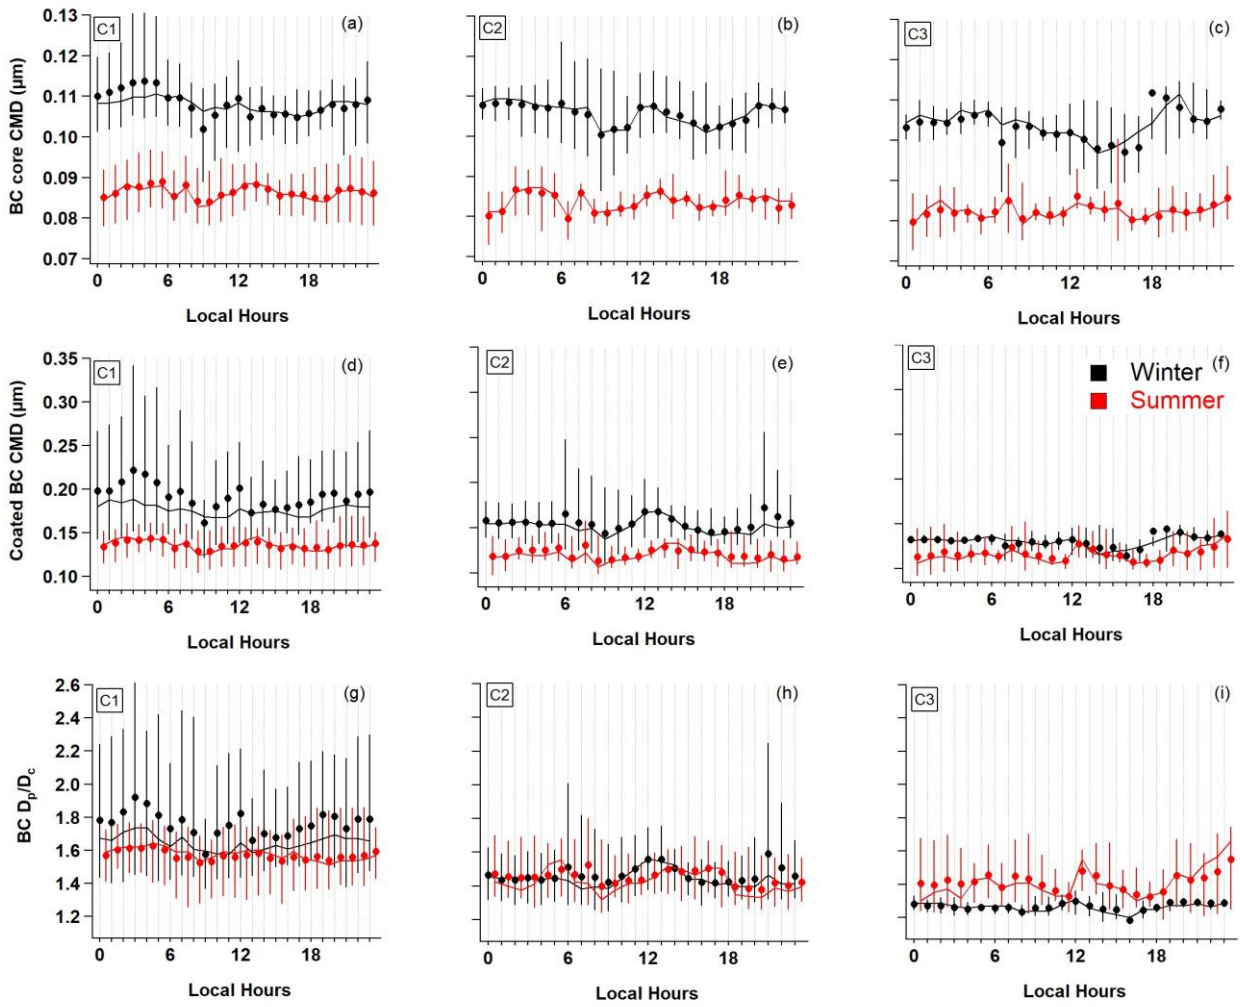 C1
(a)
BC core CMD (µm)
0.13
0.12
0.11
0.10
0.09
0.08
0.07
0 6 12 18
Local Hours
C2
(b)
0 6 12 18
Local Hours
C3
(c)
0 6 12 18
Local Hours
C1
(d)
Coated BC CMD (µm)
0.35
0.30
0.25
0.20
0.15
0.10
0 6 12 18
Local Hours
C2
(e)
0 6 12 18
Local Hours
C3
(f)
Winter
Summer
0 6 12 18
Local Hours
C1
(g)
BC Dp/Dc
2.6
2.4
2.2
2.0
1.8
1.6
1.4
1.2
0 6 12 18
Local Hours
C2
(h)
0 6 12 18
Local Hours
C3
(i)
0 6 12 18
Local Hours